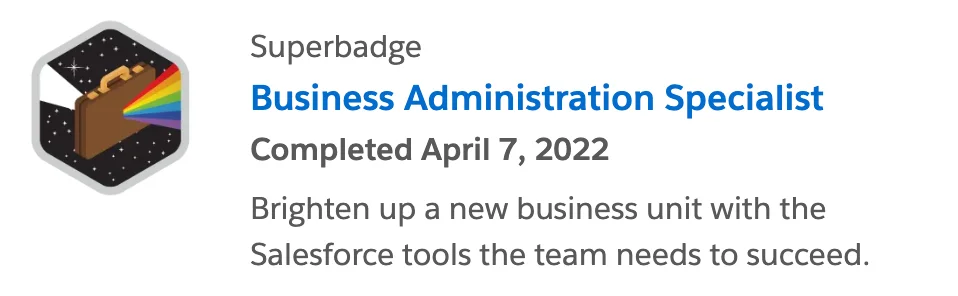 Superbadge
Business Administration Specialist
Completed April 7, 2022
Brighten up a new business unit with the
Salesforce tools the team needs to succeed.